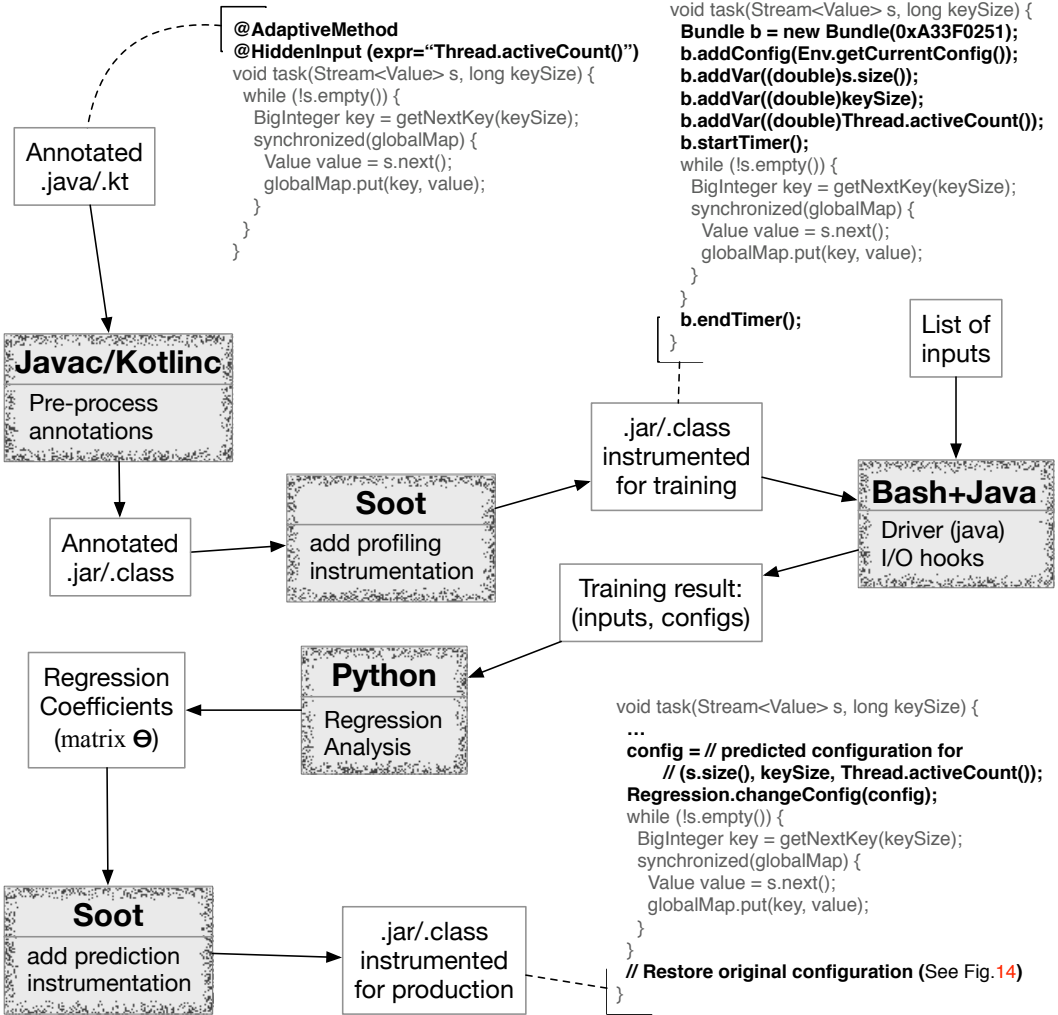 @AdaptiveMethod
@HiddenInput (expr=“Thread.activeCount()”)
void task(Stream<Value> s, long keySize) {
while (!s.empty()) {
BigInteger key = getNextKey(keySize);
synchronized(globalMap) {
Value value = s.next();
globalMap.put(key, value);
}
}
}
void task(Stream<Value> s, long keySize) {
Bundle b = new Bundle(0xA33F0251);
b.addConfig(Env.getCurrentConfig());
b.addVar((double)s.size());
b.addVar((double)keySize);
b.addVar((double)Thread.activeCount());
b.startTimer();
while (!s.empty()) {
BigInteger key = getNextKey(keySize);
synchronized(globalMap) {
Value value = s.next();
globalMap.put(key, value);
}
}
b.endTimer();
}
Annotated
.java/.kt
Javac/Kotlinc
Pre-process
annotations
Annotated
.jar/.class
Soot
add profiling
instrumentation
.jar/.class
instrumented
for training
List of
inputs
Bash+Java
Driver (java)
I/O hooks
Training result:
(inputs, configs)
Python
Regression
Analysis
Regression
Coefficients
(matrix Θ)
Soot
add prediction
instrumentation
.jar/.class
instrumented
for production
void task(Stream<Value> s, long keySize) {
...
config = // predicted configuration for
// (s.size(), keySize, Thread.activeCount());
Regression.changeConfig(config);
while (!s.empty()) {
BigInteger key = getNextKey(keySize);
synchronized(globalMap) {
Value value = s.next();
globalMap.put(key, value);
}
}
// Restore original configuration (See Fig.14)
}